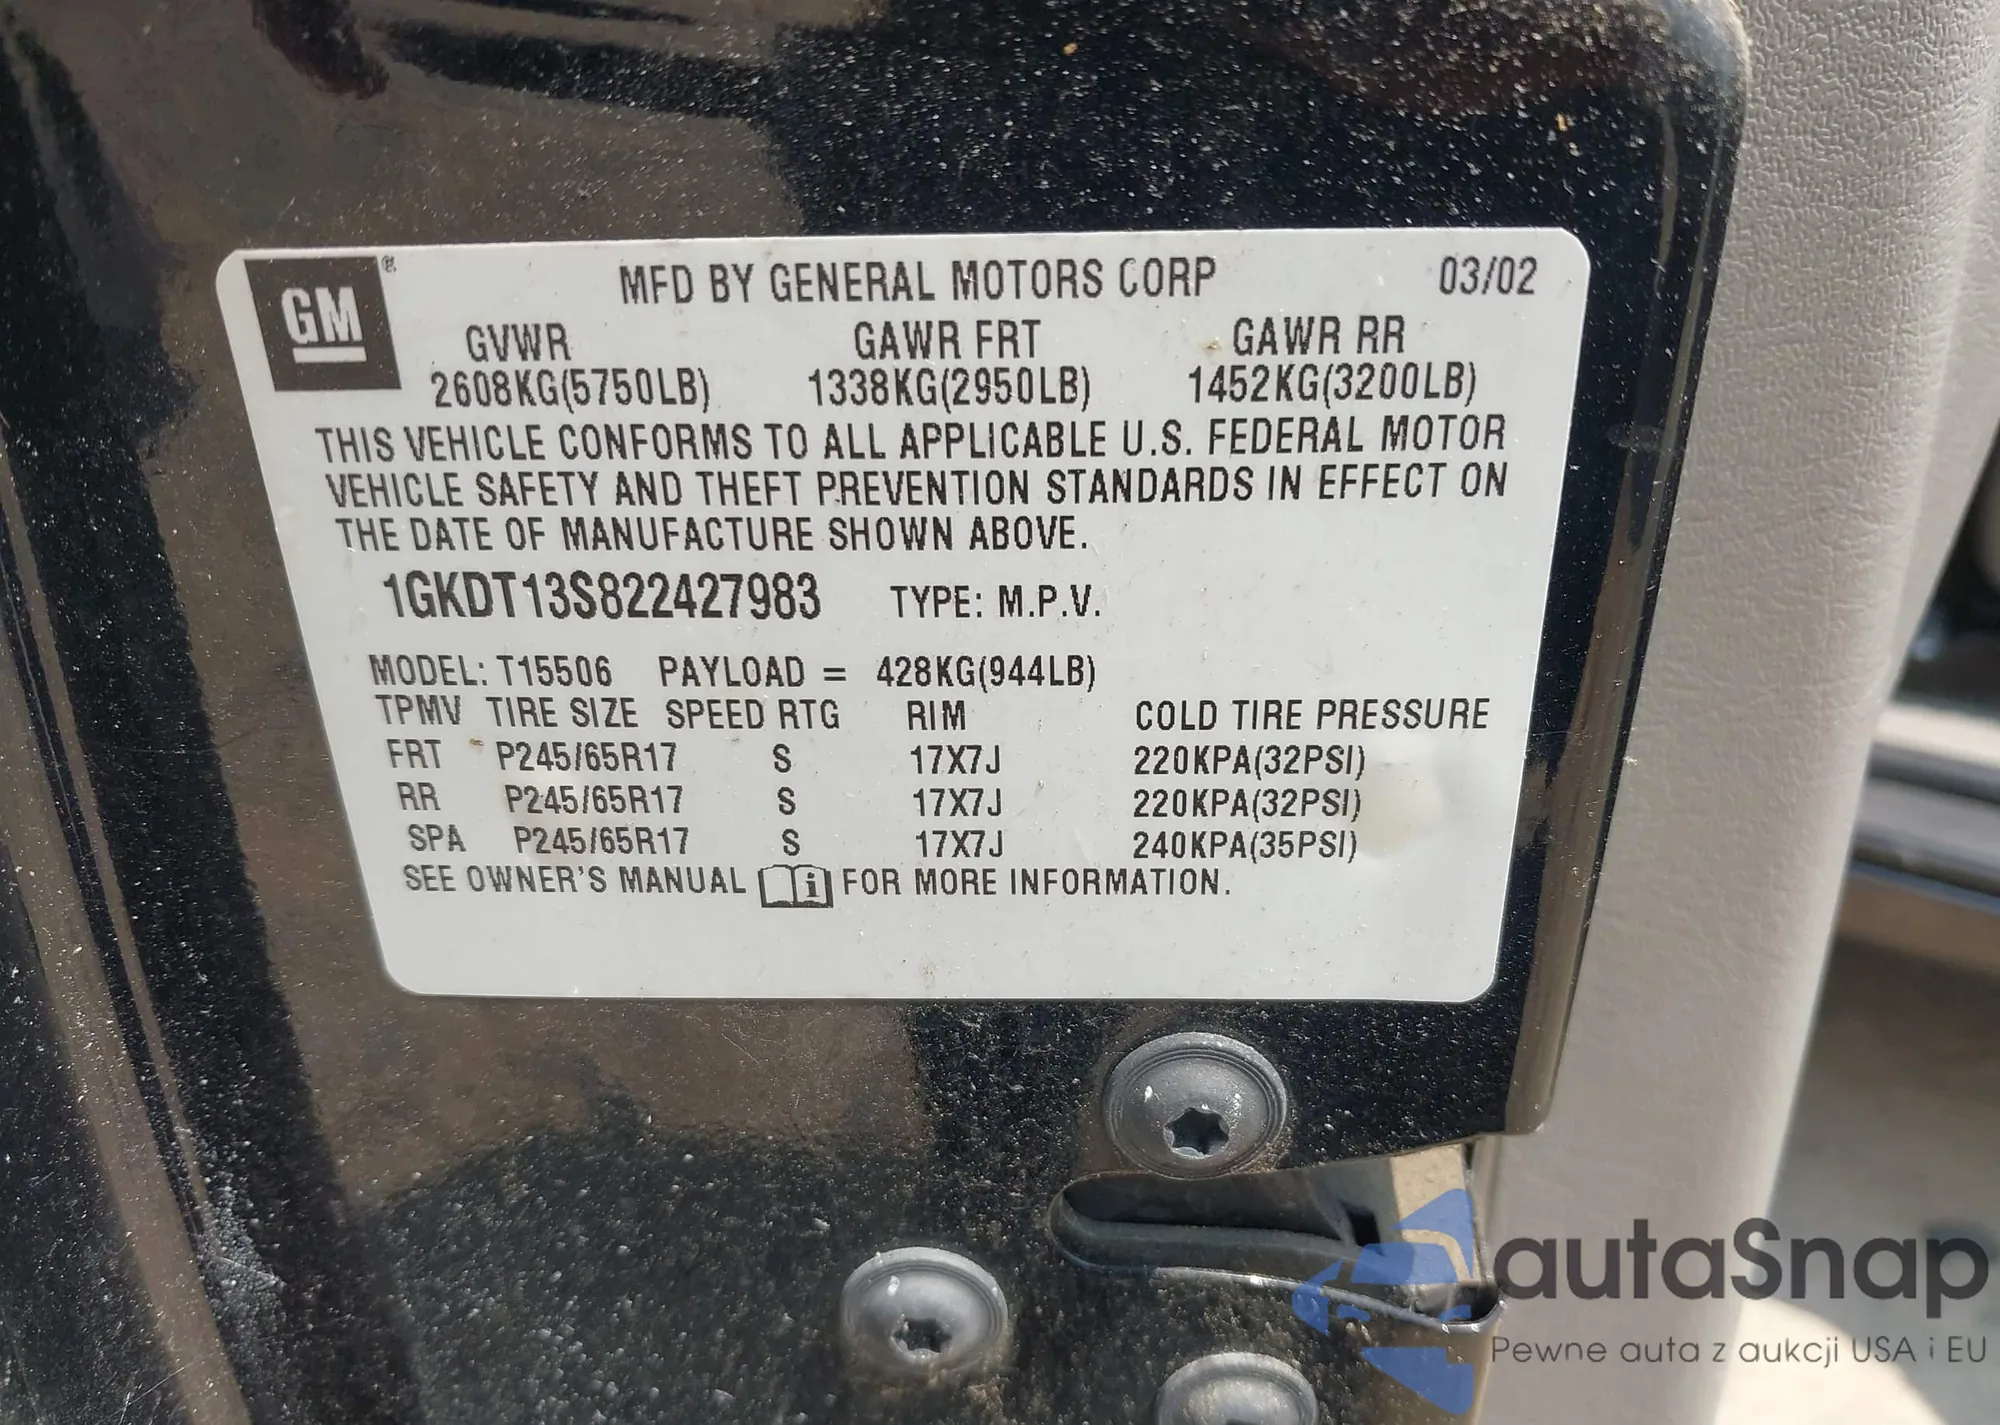 GM ® MFD BY GENERAL MOTORS CORP 03/02
GVWR GAWR FRT GAWR RR
2608KG(5750LB) 1338KG(2950LB) 1452KG(3200LB)
THIS VEHICLE CONFORMS TO ALL APPLICABLE U.S. FEDERAL MOTOR
VEHICLE SAFETY AND THEFT PREVENTION STANDARDS IN EFFECT ON
THE DATE OF MANUFACTURE SHOWN ABOVE.
1GKDT13S822427983 TYPE: M.P.V.
MODEL: T15506 PAYLOAD = 428KG(944LB)
TPMV TIRE SIZE SPEED RTG RIM COLD TIRE PRESSURE
FRT P245/65R17 S 17X7J 220KPA(32PSI)
RR P245/65R17 S 17X7J 220KPA(32PSI)
SPA P245/65R17 S 17X7J 240KPA(35PSI)
SEE OWNER'S MANUAL i FOR MORE INFORMATION.
autaSnap
Pewne auta z aukcji USA i EU